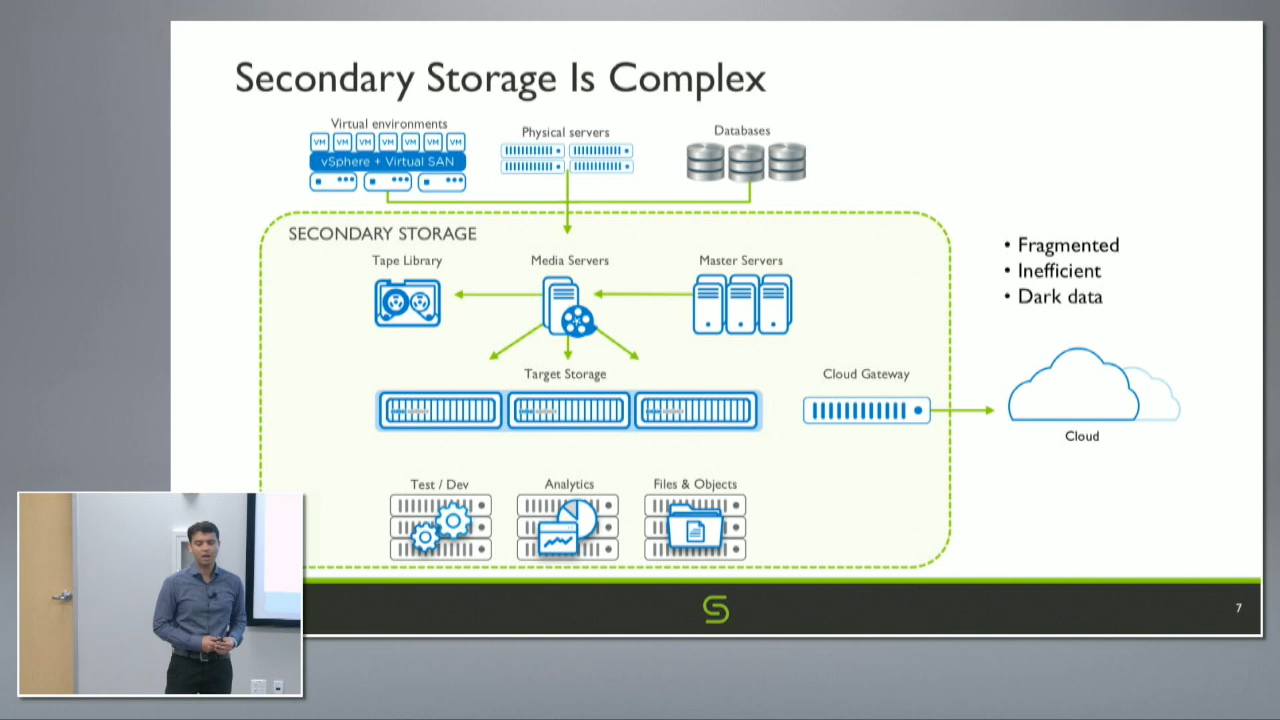 Secondary Storage Is Complex
Virtual environments
Physical servers
Databases
VM VM VM VM VM VM VM
vSphere + Virtual SAN
SECONDARY STORAGE
Tape Library
Media Servers
Master Servers
• Fragmented
• Inefficient
• Dark data
Target Storage
Cloud Gateway
Cloud
Test / Dev
Analytics
Files & Objects
7